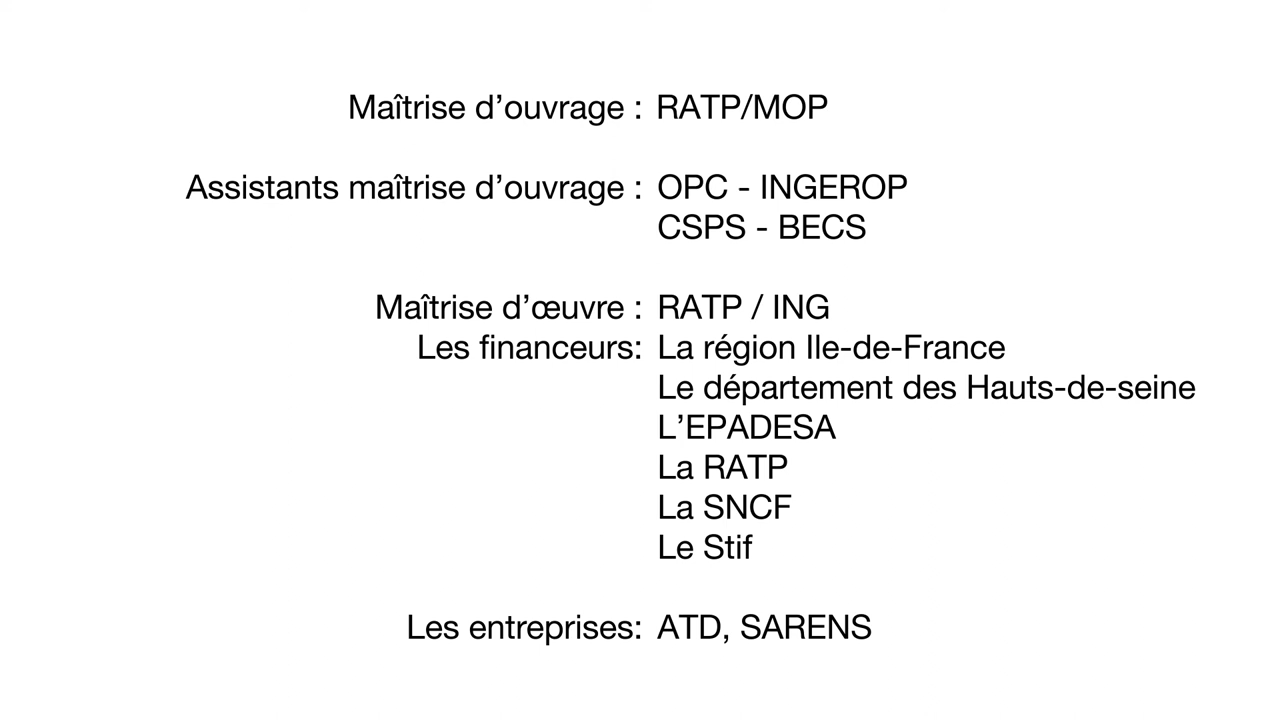 Maîtrise d’ouvrage : RATP/MOP
Assistants maîtrise d’ouvrage : OPC - INGEROP
CSPS - BECS
Maîtrise d’œuvre : RATP / ING
Les financeurs: La région Ile-de-France
Le département des Hauts-de-seine
L’EPADESA
La RATP
La SNCF
Le Stif
Les entreprises: ATD, SARENS